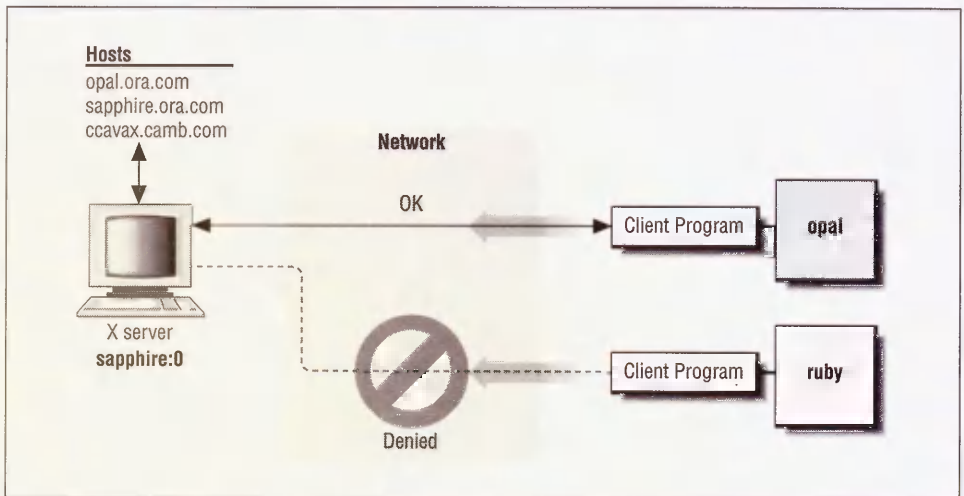 Hosts
opal.ora.com
sapphire.ora.com
ccavax.camb.com
Network
OK
Client Program
opal
X server
sapphire:0
Client Program
ruby
Denied